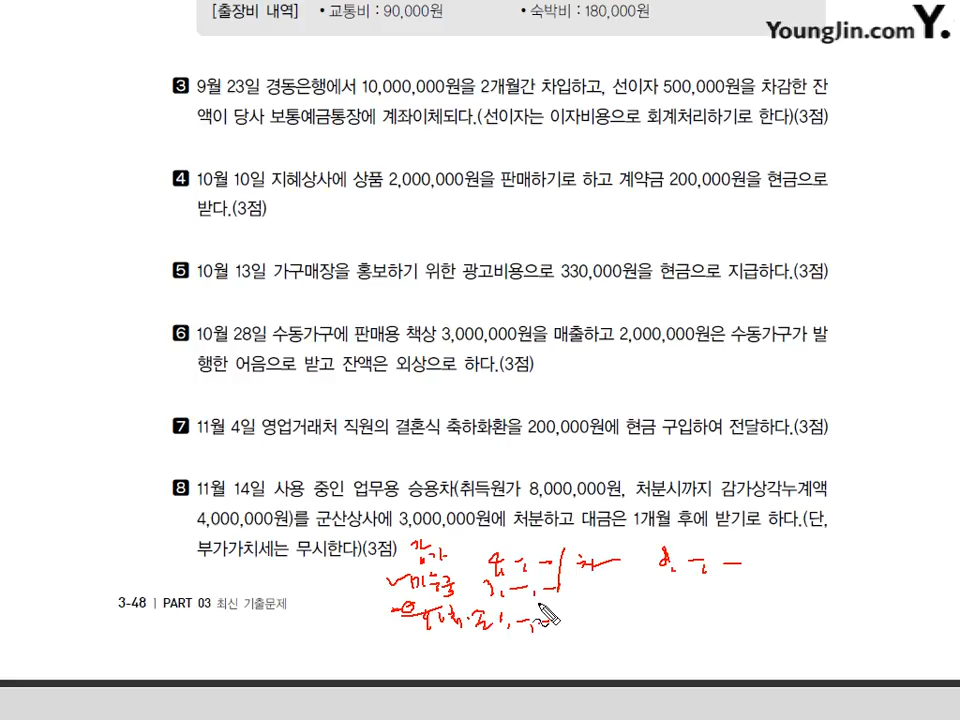 [출장비 내역] • 교통비 : 90,000원 • 숙박비 : 180,000원
YoungJin.com Y.
3 9월 23일 경동은행에서 10,000,000원을 2개월간 차입하고, 선이자 500,000원을 차감한 잔
액이 당사 보통예금통장에 계좌이체되다.(선이자는 이자비용으로 회계처리하기로 한다)(3점)
4 10월 10일 지혜상사에 상품 2,000,000원을 판매하기로 하고 계약금 200,000원을 현금으로
받다.(3점)
5 10월 13일 가구매장을 홍보하기 위한 광고비용으로 330,000원을 현금으로 지급하다.(3점)
6 10월 28일 수동가구에 판매용 책상 3,000,000원을 매출하고 2,000,000원은 수동가구가 발
행한 어음으로 받고 잔액은 외상으로 하다.(3점)
7 11월 4일 영업거래처 직원의 결혼식 축하화환을 200,000원에 현금 구입하여 전달하다.(3점)
8 11월 14일 사용 중인 업무용 승용차(취득원가 8,000,000원, 처분시까지 감가상각누계액
4,000,000원)를 군산상사에 3,000,000원에 처분하고 대금은 1개월 후에 받기로 하다.(단,
부가가치세는 무시한다)(3점)
감가 4, -, - 차 8, -, -
미수금 3, -, -
3-48 | PART 03 최신 기출문제